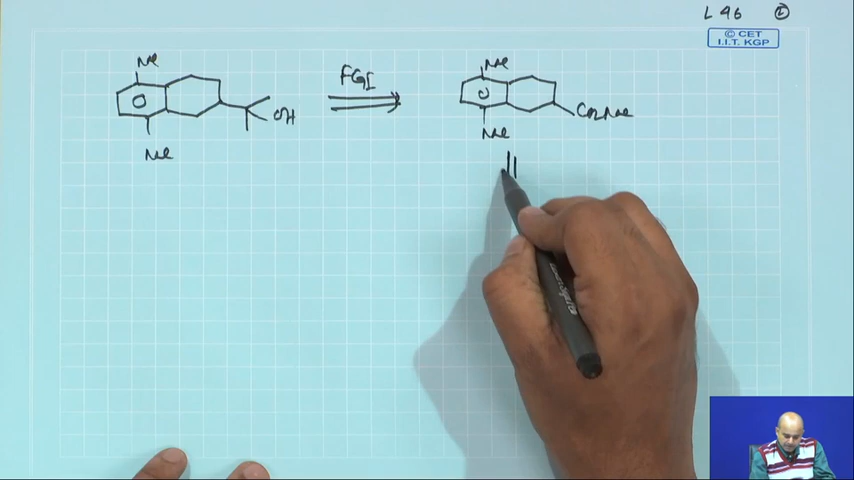 L 46 2
© CET
I.I.T. KGP
Me
FGI
Me
OH
CO2Me
Me
Me